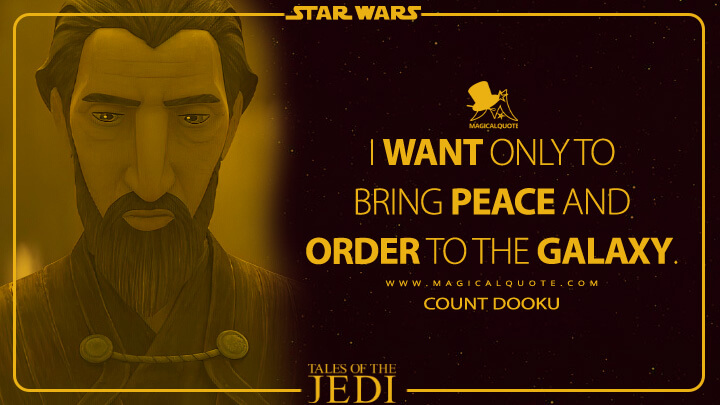 STAR WARS
MAGICALQUOTE
I WANT ONLY TO
BRING PEACE AND
ORDER TO THE GALAXY.
WWW.MAGICALQUOTE.COM
COUNT DOOKU
TALES OF THE
JEDI